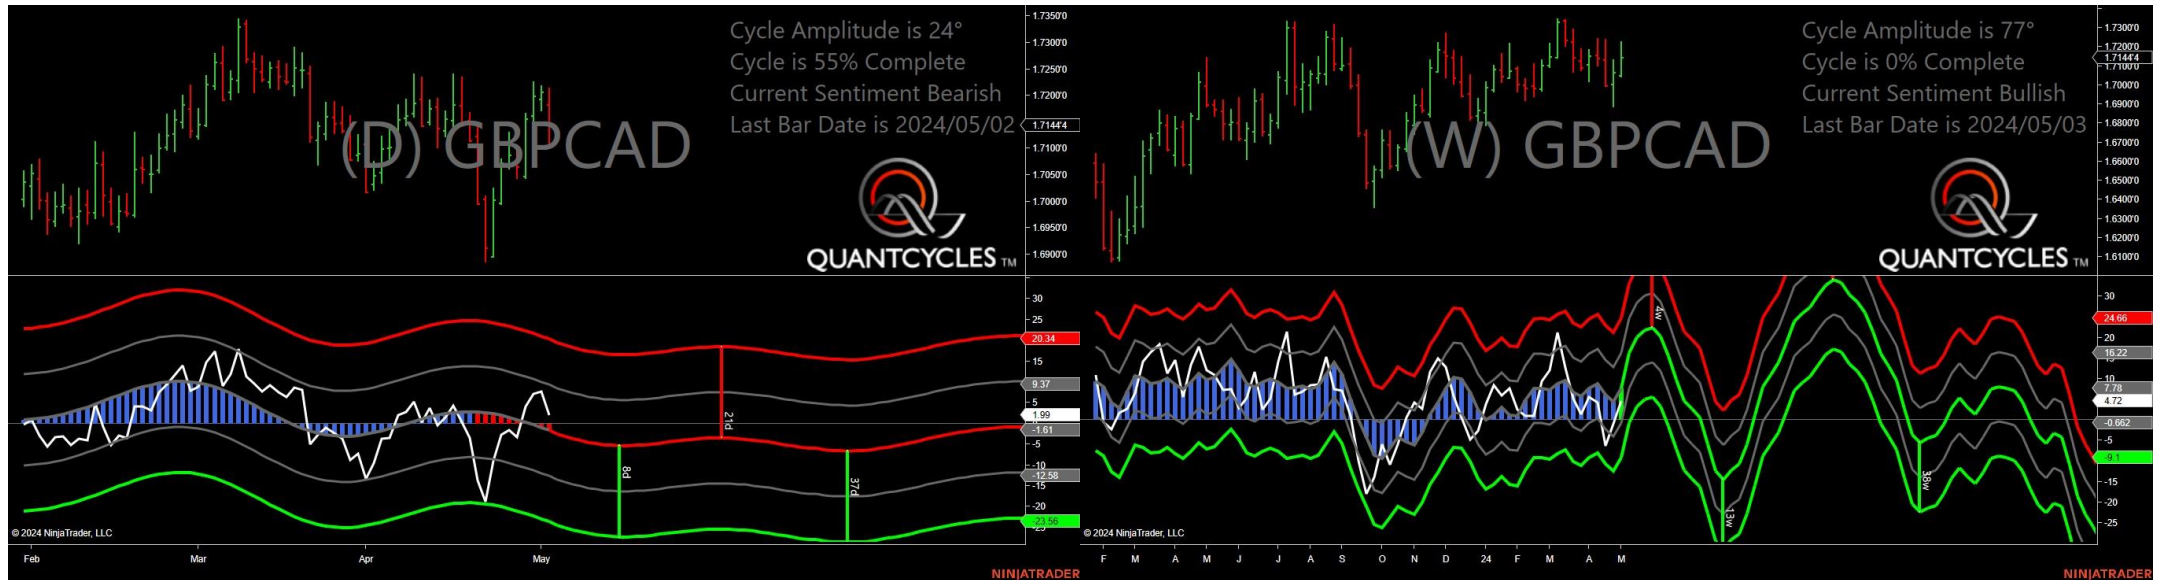 Cycle Amplitude is 24°
Cycle is 55% Complete
Current Sentiment Bearish
Last Bar Date is 2024/05/02
(D) GBPCAD
QUANTCYCLES TM
1.7350'0
1.7300'0
1.7250'0
1.7200'0
1.7144'4
1.7100'0
1.7050'0
1.7000'0
1.6950'0
1.6900'0
30
25
20.34
15
9.37
5
1.99
-1.61
-5
-10
-12.58
-15
-20
-23.56
8d
21d
37d
© 2024 NinjaTrader, LLC
Feb Mar Apr May
NINJATRADER
Cycle Amplitude is 77°
Cycle is 0% Complete
Current Sentiment Bullish
Last Bar Date is 2024/05/03
(W) GBPCAD
QUANTCYCLES TM
1.7300'0
1.7200'0
1.7144'4
1.7100'0
1.6900'0
1.6800'0
1.6700'0
1.6600'0
1.6500'0
1.6400'0
1.6300'0
1.6200'0
1.6100'0
30
24.66
20
16.22
10
7.78
4.72
-0.662
-5
-9.1
-15
-20
-25
4w
13w
38w
© 2024 NinjaTrader, LLC
F M A M J J A S O N D 24 F M A M
NINJATRADER